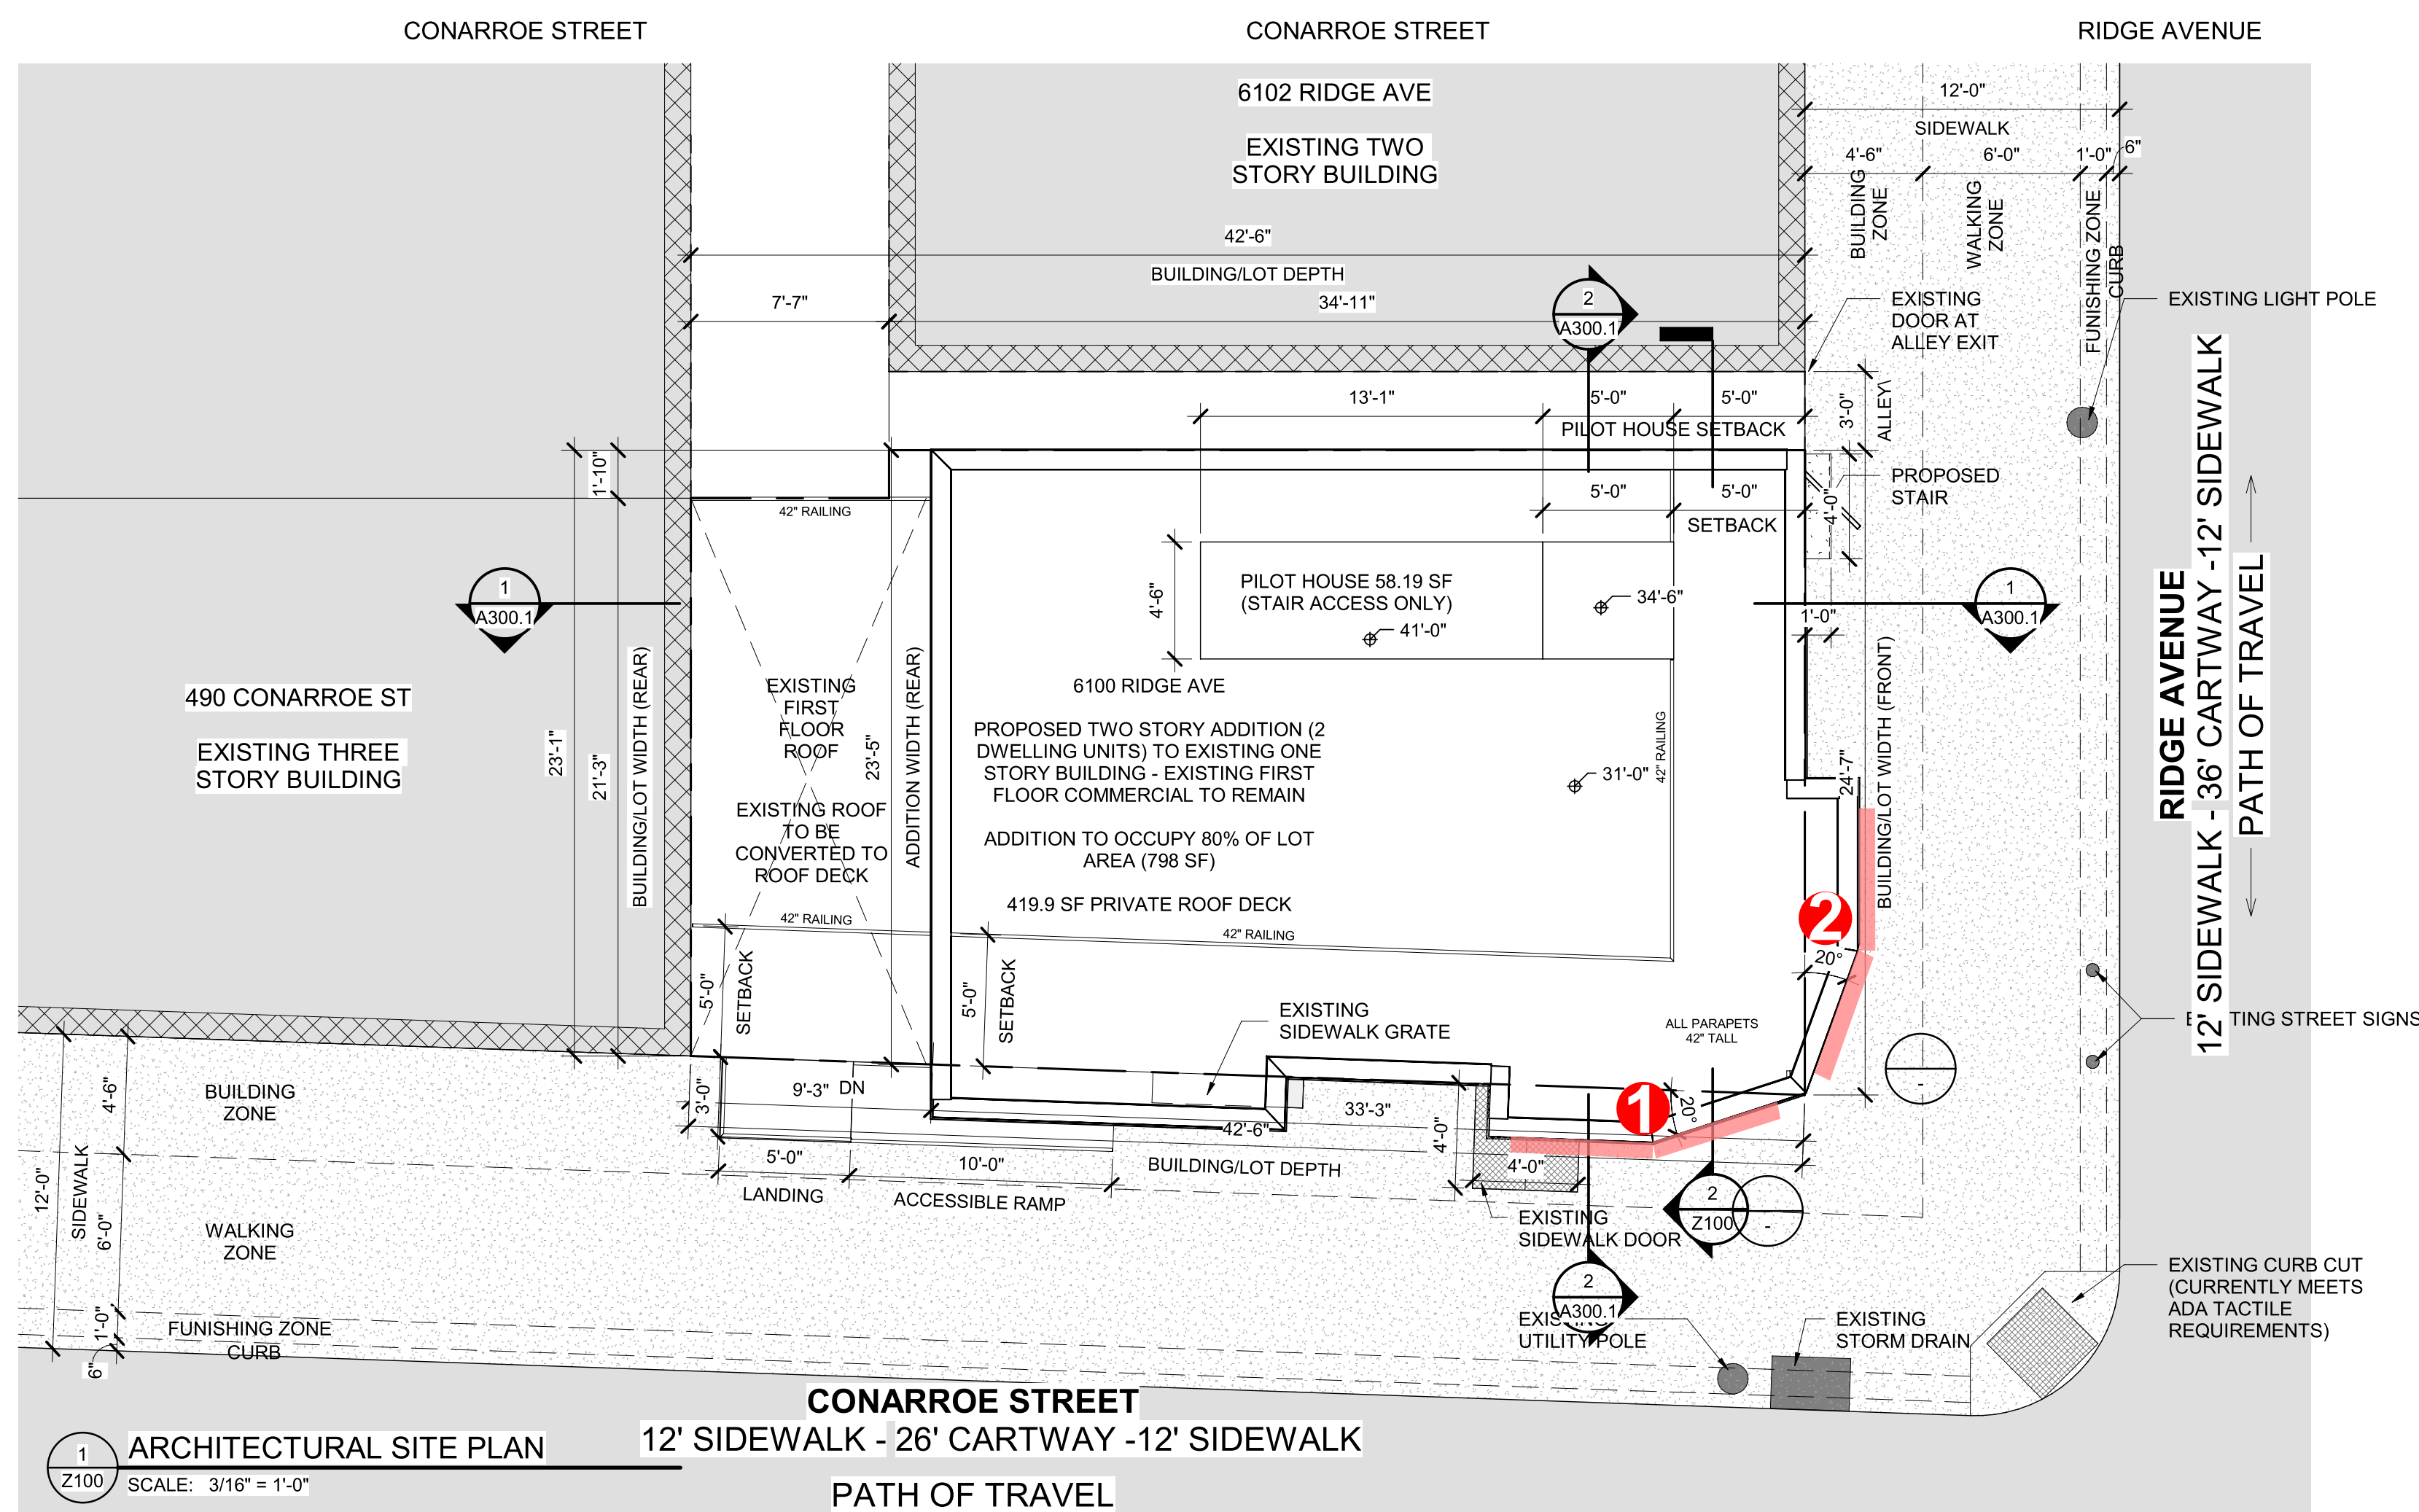 CONARROE STREET
CONARROE STREET
RIDGE AVENUE
6102 RIDGE AVE
EXISTING TWO
STORY BUILDING
12'-0"
SIDEWALK
4'-6"
6'-0"
1'-0"
6"
BUILDING
ZONE
WALKING
ZONE
FUNISHING ZONE
CURB
42'-6"
BUILDING/LOT DEPTH
7'-7"
34'-11"
2
A300.1
EXISTING
DOOR AT
ALLEY EXIT
EXISTING LIGHT POLE
13'-1"
5'-0"
5'-0"
PILOT HOUSE SETBACK
3'-0"
ALLEY\
1'-10"
42" RAILING
5'-0"
5'-0"
SETBACK
4'-0"
PROPOSED
STAIR
1
A300.1
4'-6"
PILOT HOUSE 58.19 SF
(STAIR ACCESS ONLY)
41'-0"
34'-6"
1'-0"
1
A300.1
490 CONARROE ST
EXISTING THREE
STORY BUILDING
23'-1"
21'-3"
BUILDING/LOT WIDTH (REAR)
EXISTING
FIRST
FLOOR
ROOF
EXISTING ROOF
TO BE
CONVERTED TO
ROOF DECK
23'-5"
ADDITION WIDTH (REAR)
6100 RIDGE AVE
PROPOSED TWO STORY ADDITION (2
DWELLING UNITS) TO EXISTING ONE
STORY BUILDING - EXISTING FIRST
FLOOR COMMERCIAL TO REMAIN
ADDITION TO OCCUPY 80% OF LOT
AREA (798 SF)
419.9 SF PRIVATE ROOF DECK
31'-0"
42" RAILING
24'-7"
BUILDING/LOT WIDTH (FRONT)
RIDGE AVENUE
12' SIDEWALK - 36' CARTWAY -12' SIDEWALK
PATH OF TRAVEL
42" RAILING
42" RAILING
2
20°
5'-0"
SETBACK
5'-0"
SETBACK
EXISTING
SIDEWALK GRATE
ALL PARAPETS
42" TALL
TING STREET SIGNS
-
3'-0"
9'-3"
DN
33'-3"
42'-6"
1
20°
4'-0"
4'-0"
5'-0"
LANDING
10'-0"
ACCESSIBLE RAMP
BUILDING/LOT DEPTH
BUILDING
ZONE
4'-6"
12'-0"
SIDEWALK
6'-0"
WALKING
ZONE
1'-0"
6"
FUNISHING ZONE
CURB
EXISTING
SIDEWALK DOOR
2
Z100
-
2
A300.1
UTILITY POLE
EXISTING
STORM DRAIN
EXISTING CURB CUT
(CURRENTLY MEETS
ADA TACTILE
REQUIREMENTS)
CONARROE STREET
12' SIDEWALK - 26' CARTWAY -12' SIDEWALK
PATH OF TRAVEL
1
Z100
ARCHITECTURAL SITE PLAN
SCALE: 3/16" = 1'-0"